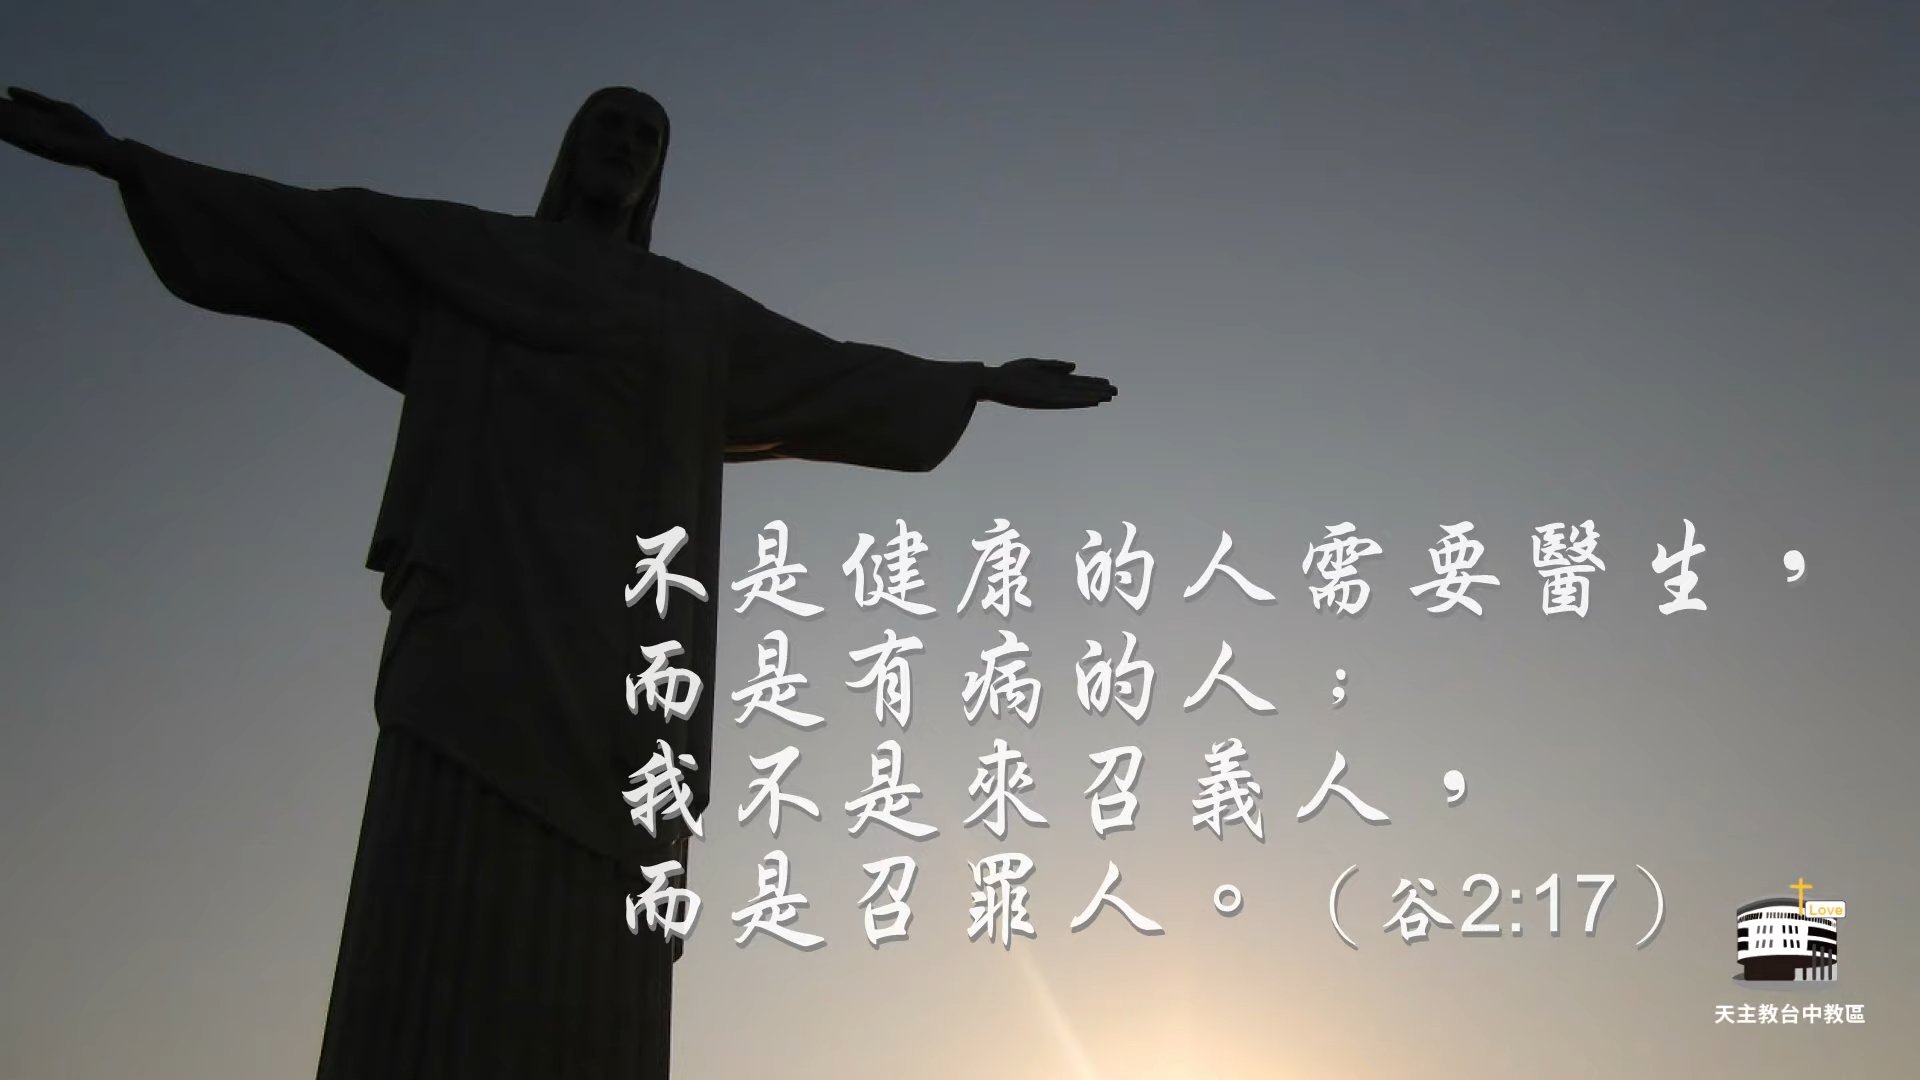 不是健康的人需要醫生，
而是有病的人；
我不是來召義人，
而是召罪人。（谷2:17）
Love
天主教台中教區